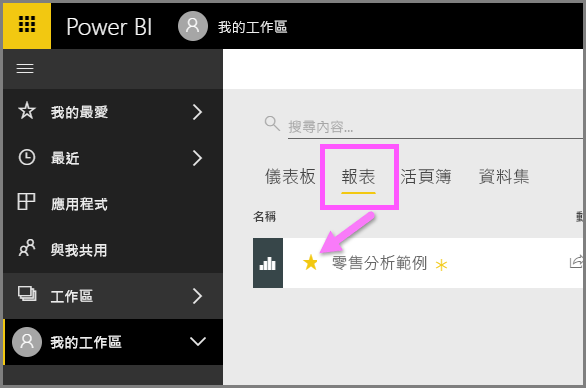 Power BI 我的工作區
我的最愛
最近
應用程式
與我共用
工作區
我的工作區
搜尋內容...
儀表板 報表 活頁簿 資料集
名稱
零售分析範例